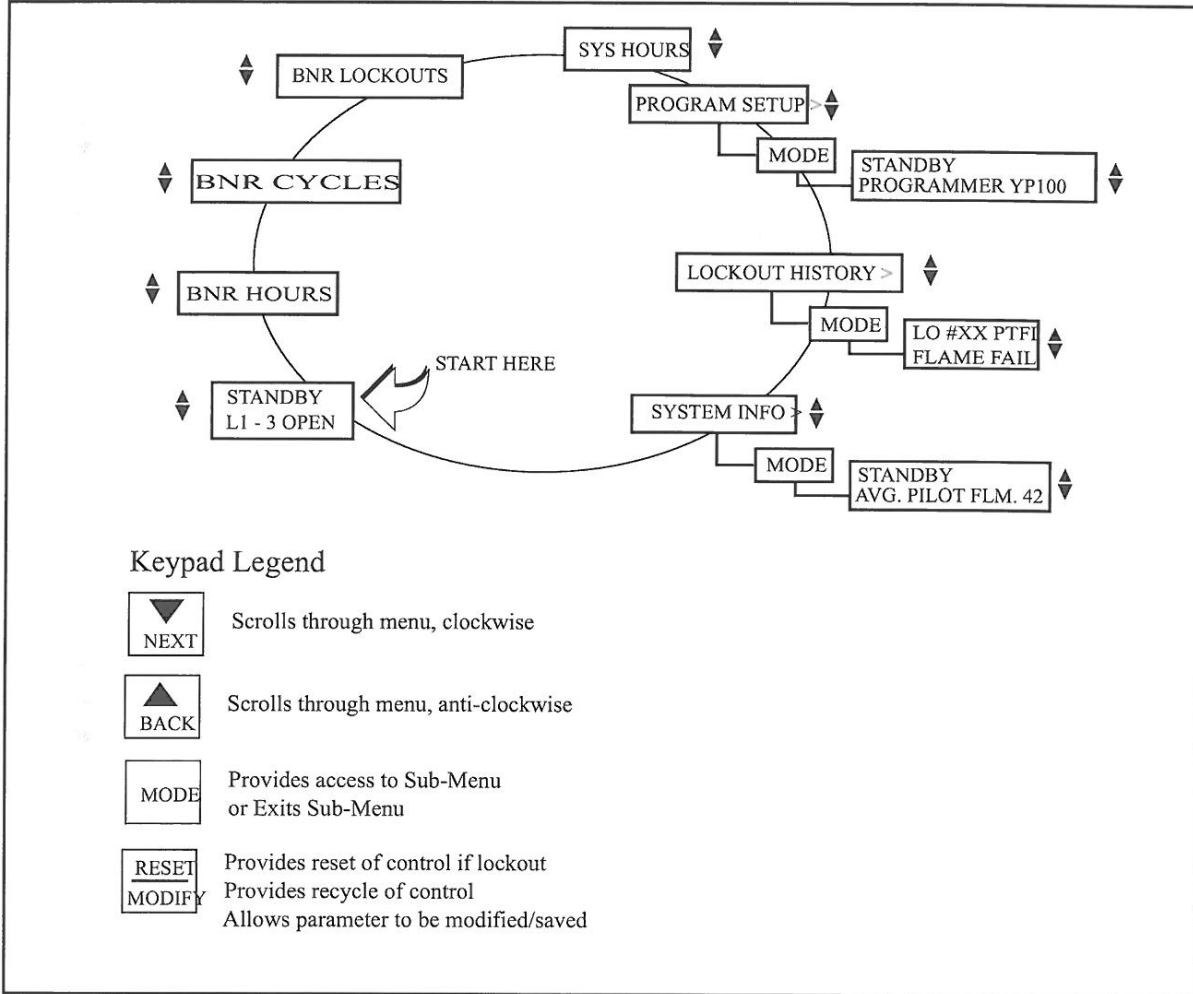 SYS HOURS
BNR LOCKOUTS
PROGRAM SETUP >
MODE
STANDBY
PROGRAMMER YP100
BNR CYCLES
LOCKOUT HISTORY >
BNR HOURS
MODE
LO #XX PTFI
FLAME FAIL
START HERE
STANDBY
L1 - 3 OPEN
SYSTEM INFO >
MODE
STANDBY
AVG. PILOT FLM. 42
Keypad Legend
NEXT
Scrolls through menu, clockwise
BACK
Scrolls through menu, anti-clockwise
MODE
Provides access to Sub-Menu
or Exits Sub-Menu
RESET
MODIFY
Provides reset of control if lockout
Provides recycle of control
Allows parameter to be modified/saved